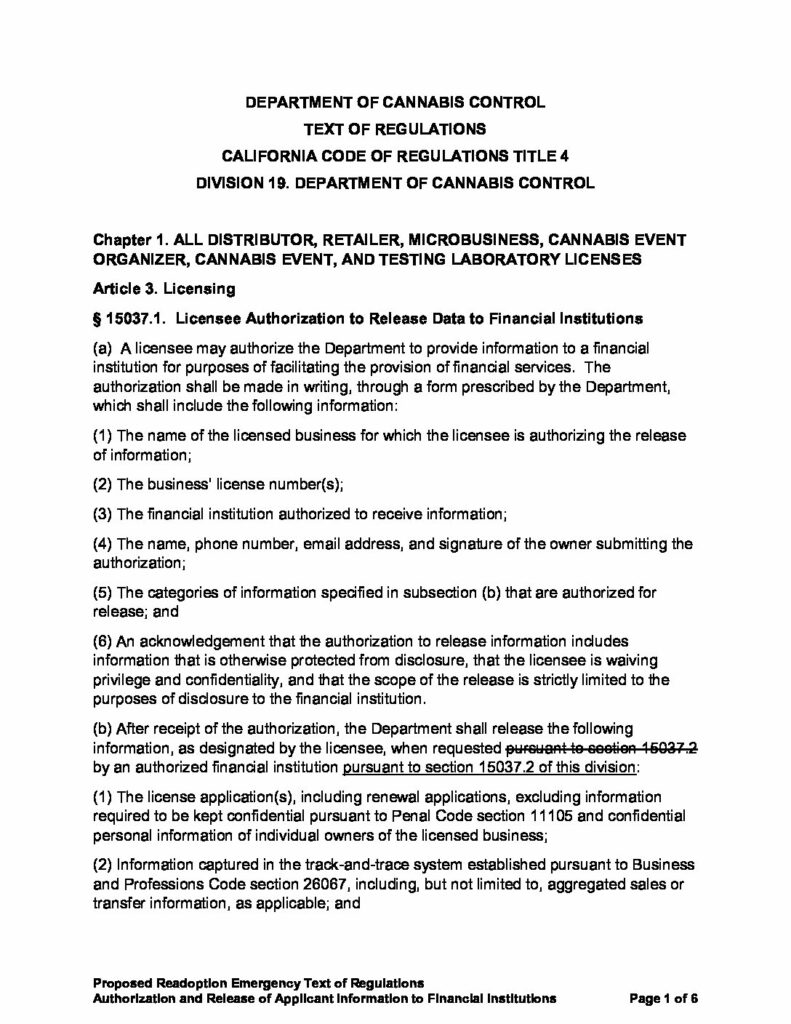 DEPARTMENT OF CANNABIS CONTROL
TEXT OF REGULATIONS
CALIFORNIA CODE OF REGULATIONS TITLE 4
DIVISION 19. DEPARTMENT OF CANNABIS CONTROL
Chapter 1. ALL DISTRIBUTOR, RETAILER, MICROBUSINESS, CANNABIS EVENT
ORGANIZER, CANNABIS EVENT, AND TESTING LABORATORY LICENSES
Article 3. Licensing
§ 15037.1. Licensee Authorization to Release Data to Financial Institutions
(a) A licensee may authorize the Department to provide information to a financial
institution for purposes of facilitating the provision of financial services. The
authorization shall be made in writing, through a form prescribed by the Department,
which shall include the following information:
(1) The name of the licensed business for which the licensee is authorizing the release
of information;
(2) The business' license number(s);
(3) The financial institution authorized to receive information;
(4) The name, phone number, email address, and signature of the owner submitting the
authorization;
(5) The categories of information specified in subsection (b) that are authorized for
release; and
(6) An acknowledgement that the authorization to release information includes
information that is otherwise protected from disclosure, that the licensee is waiving
privilege and confidentiality, and that the scope of the release is strictly limited to the
purposes of disclosure to the financial institution.
(b) After receipt of the authorization, the Department shall release the following
information, as designated by the licensee, when requested pursuant to section 15037.2
by an authorized financial institution pursuant to section 15037.2 of this division:
(1) The license application(s), including renewal applications, excluding information
required to be kept confidential pursuant to Penal Code section 11105 and confidential
personal information of individual owners of the licensed business;
(2) Information captured in the track-and-trace system established pursuant to Business
and Professions Code section 26067, including, but not limited to, aggregated sales or
transfer information, as applicable; and
Proposed Readoption Emergency Text of Regulations
Authorization and Release of Applicant Information to Financial Institutions Page 1 of 6